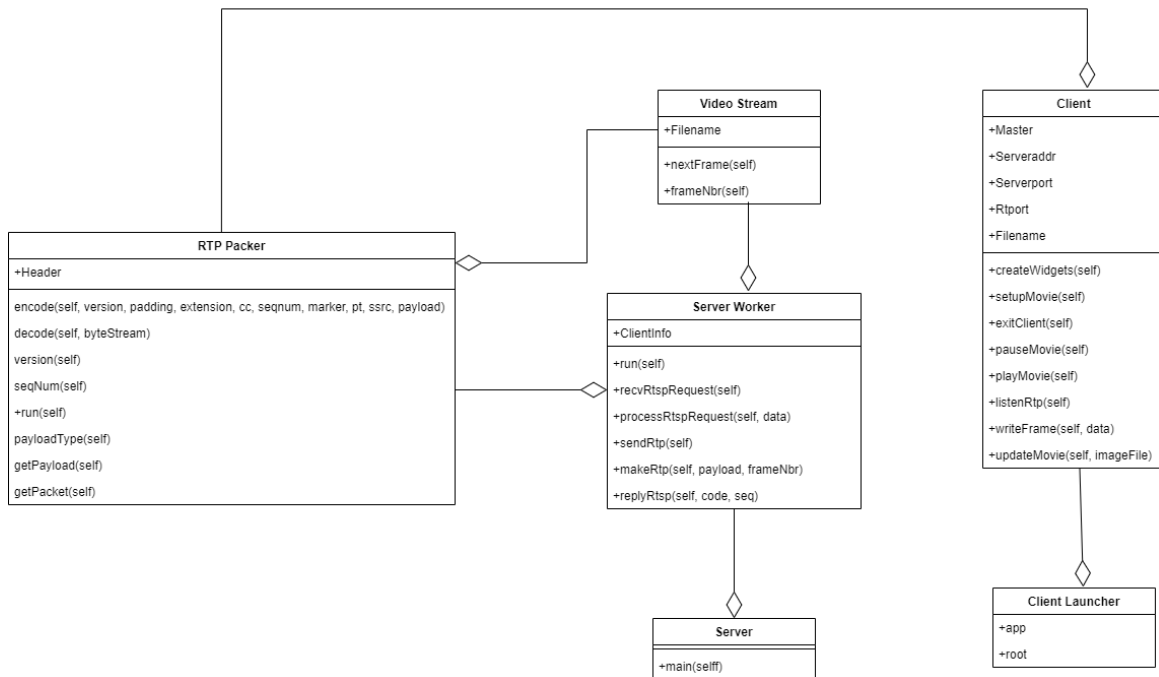 Video Stream
+Filename
+nextFrame(self)
+frameNbr(self)
Client
+Master
+Serveraddr
+Serverport
+Rtport
+Filename
+createWidgets(self)
+setupMovie(self)
+exitClient(self)
+pauseMovie(self)
+playMovie(self)
+listenRtp(self)
+writeFrame(self, data)
+updateMovie(self, imageFile)
RTP Packer
+Header
encode(self, version, padding, extension, cc, seqnum, marker, pt, ssrc, payload)
decode(self, byteStream)
version(self)
seqNum(self)
+run(self)
payloadType(self)
getPayload(self)
getPacket(self)
Server Worker
+ClientInfo
+run(self)
+recvRtspRequest(self)
+processRtspRequest(self, data)
+sendRtp(self)
+makeRtp(self, payload, frameNbr)
+replyRtsp(self, code, seq)
Client Launcher
+app
+root
Server
+main(selff)